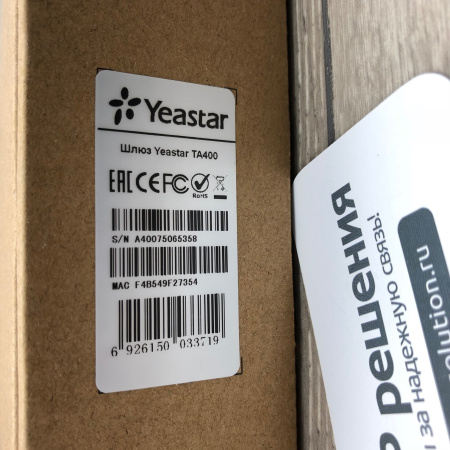 Yeastar
Шлюз Yeastar TA400
EAC CE FC RoHS
S/N A40075065358
MAC F4B549F27354
6 926150 033719
решения
за надежную связь!
olution.ru